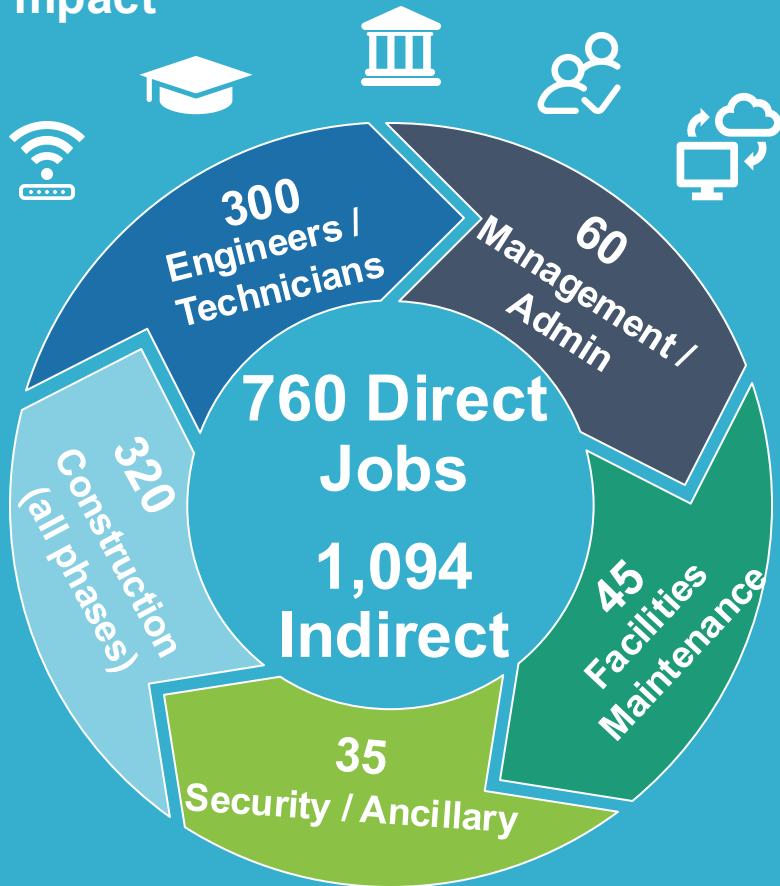 mpact
300
Engineers /
Technicians
60
Management /
Admin
45
Facilities
Maintenance
35
Security / Ancillary
320
Construction
(all phases)
760 Direct
Jobs
1,094
Indirect